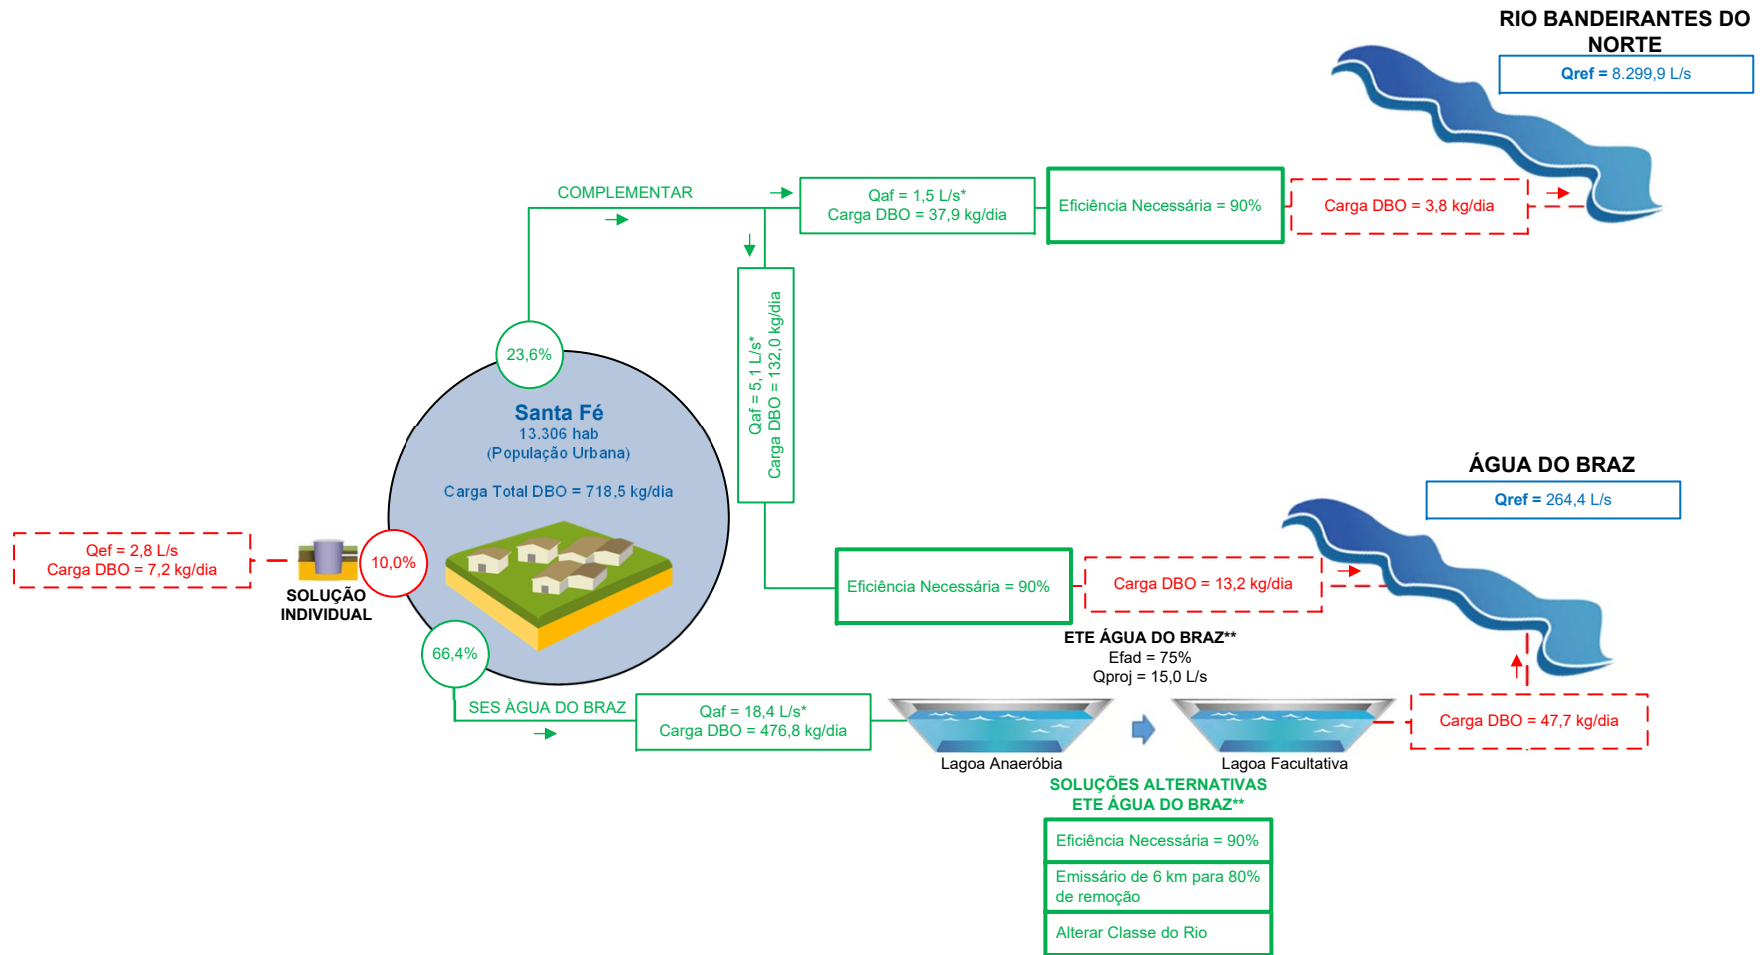 RIO BANDEIRANTES DO
NORTE
Qref = 8.299,9 L/s
COMPLEMENTAR
Qaf = 1,5 L/s*
Carga DBO = 37,9 kg/dia
Eficiência Necessária = 90%
Carga DBO = 3,8 kg/dia
Qaf = 5,1 L/s*
Carga DBO = 132,0 kg/dia
23,6%
Santa Fé
13.306 hab
(População Urbana)
Carga Total DBO = 718,5 kg/dia
ÁGUA DO BRAZ
Qref = 264,4 L/s
Qef = 2,8 L/s
Carga DBO = 7,2 kg/dia
10,0%
SOLUÇÃO
INDIVIDUAL
Eficiência Necessária = 90%
Carga DBO = 13,2 kg/dia
66,4%
ETE ÁGUA DO BRAZ**
Efad = 75%
Qproj = 15,0 L/s
SES ÁGUA DO BRAZ
Qaf = 18,4 L/s*
Carga DBO = 476,8 kg/dia
Carga DBO = 47,7 kg/dia
Lagoa Anaeróbia
Lagoa Facultativa
SOLUÇÕES ALTERNATIVAS
ETE ÁGUA DO BRAZ**
Eficiência Necessária = 90%
Emissário de 6 km para 80%
de remoção
Alterar Classe do Rio